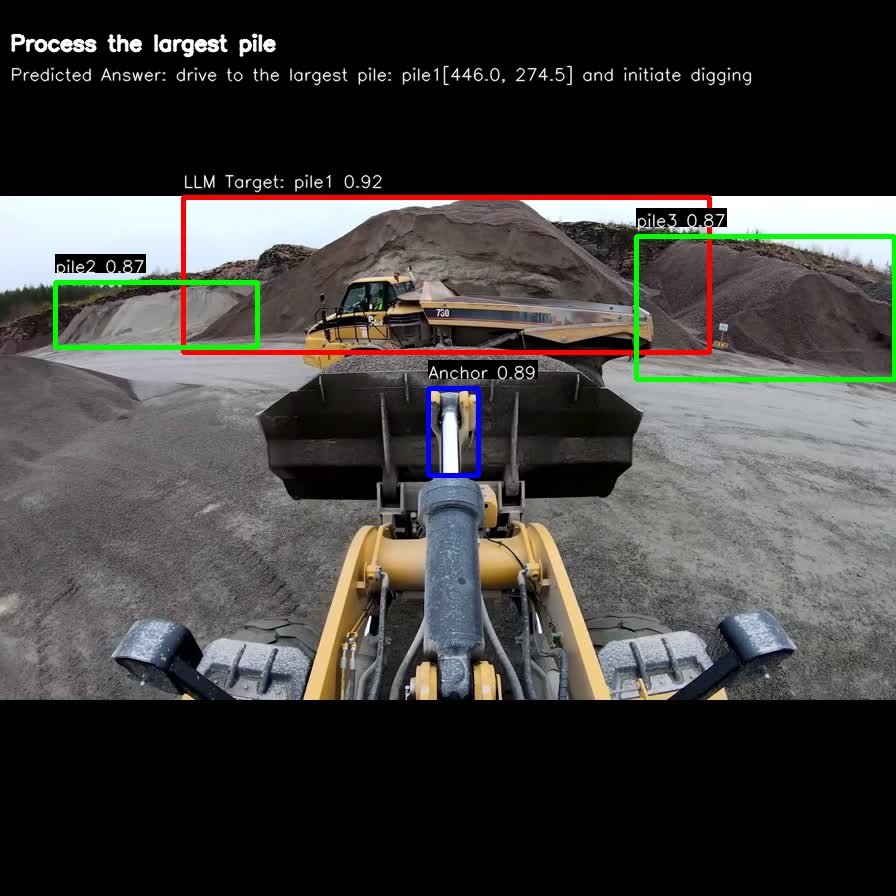 Process the largest pile
Predicted Answer: drive to the largest pile: pile1[446.0, 274.5] and initiate digging
LLM Target: pile1 0.92
pile3 0.87
pile2 0.87
730
Anchor 0.89